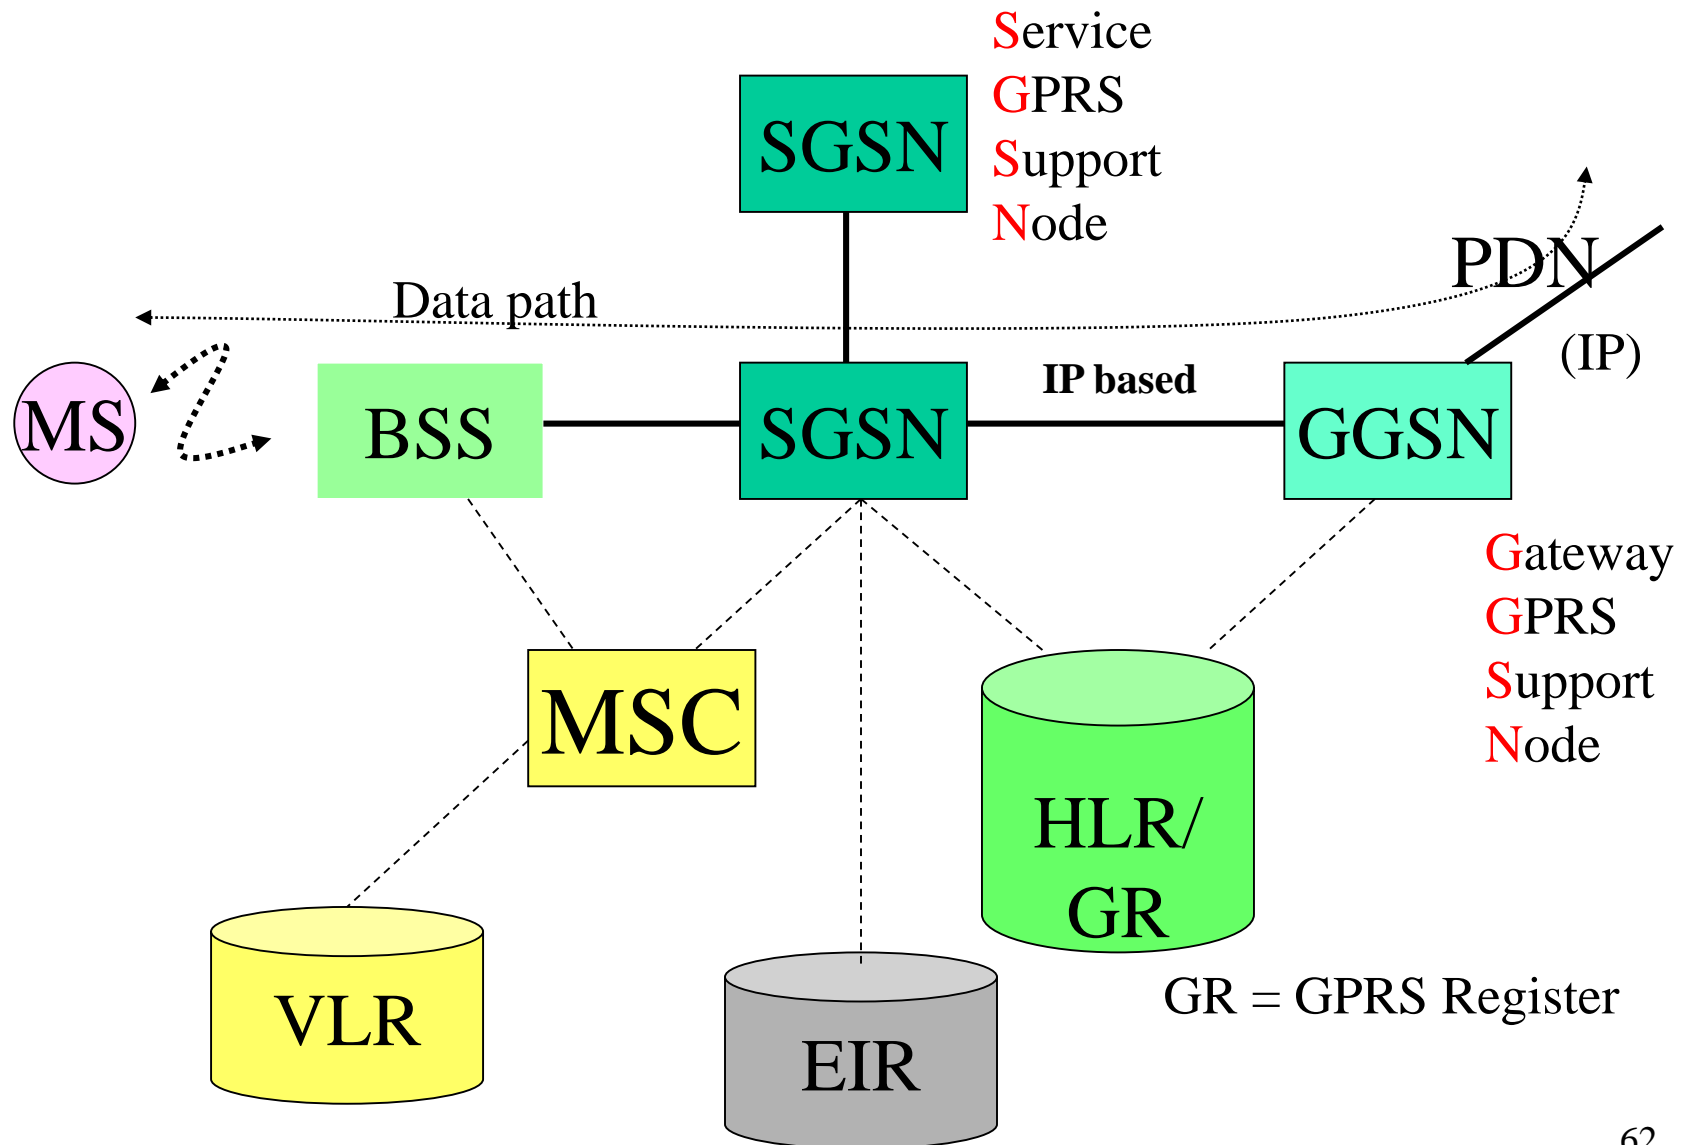 Service
GPRS
Support
Node
SGSN
PDN
Data path
(IP)
IP based
MS
BSS
SGSN
GGSN
Gateway
GPRS
Support
Node
MSC
HLR/
GR
GR = GPRS Register
VLR
EIR
62